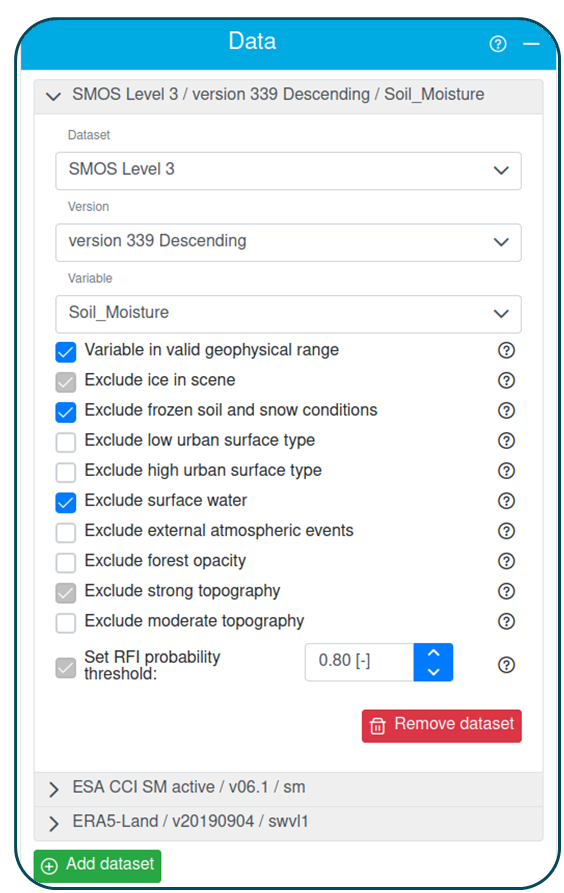 Data
SMOS Level 3 / version 339 Descending / Soil_Moisture
Dataset
SMOS Level 3
Version
version 339 Descending
Variable
Soil_Moisture
Variable in valid geophysical range
Exclude ice in scene
Exclude frozen soil and snow conditions
Exclude low urban surface type
Exclude high urban surface type
Exclude surface water
Exclude external atmospheric events
Exclude forest opacity
Exclude strong topography
Exclude moderate topography
Set RFI probability
threshold:
0.80 [-]
Remove dataset
ESA CCI SM active / v06.1 / sm
ERA5-Land / v20190904 / swvl1
Add dataset